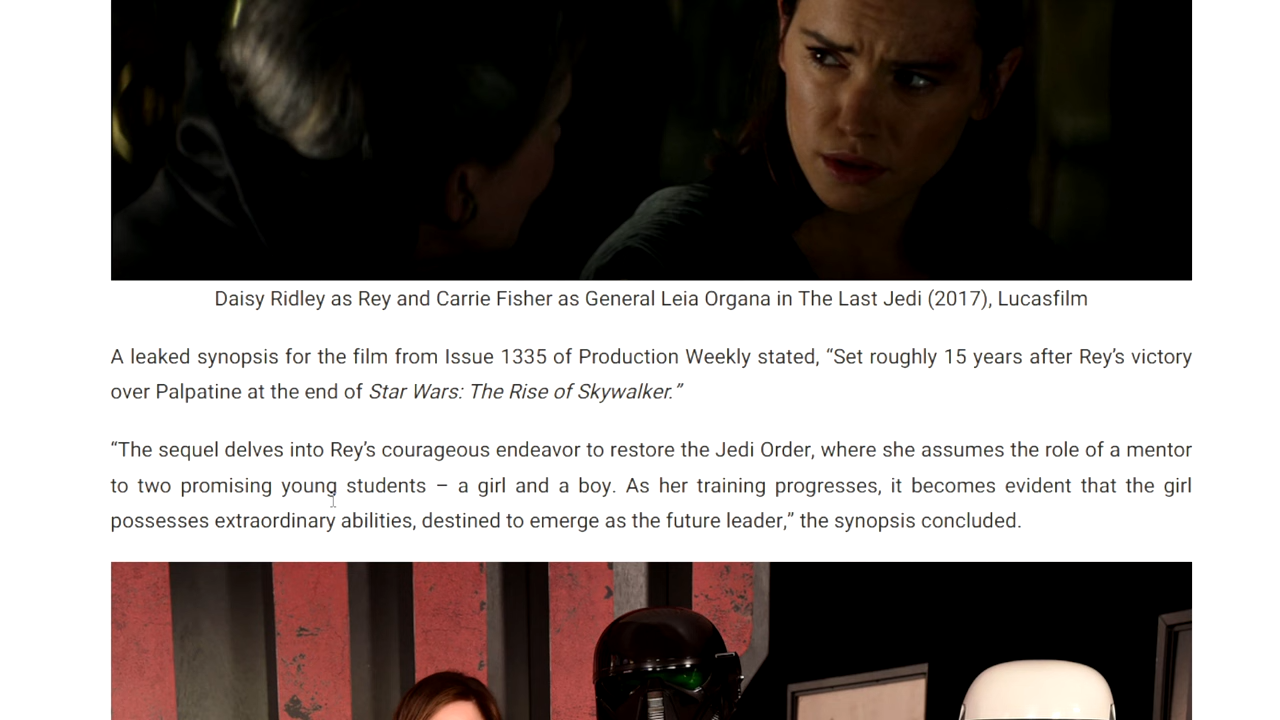 Daisy Ridley as Rey and Carrie Fisher as General Leia Organa in The Last Jedi (2017), Lucasfilm
A leaked synopsis for the film from Issue 1335 of Production Weekly stated, “Set roughly 15 years after Rey’s victory
over Palpatine at the end of Star Wars: The Rise of Skywalker.”
“The sequel delves into Rey’s courageous endeavor to restore the Jedi Order, where she assumes the role of a mentor
to two promising young students – a girl and a boy. As her training progresses, it becomes evident that the girl
possesses extraordinary abilities, destined to emerge as the future leader,” the synopsis concluded.